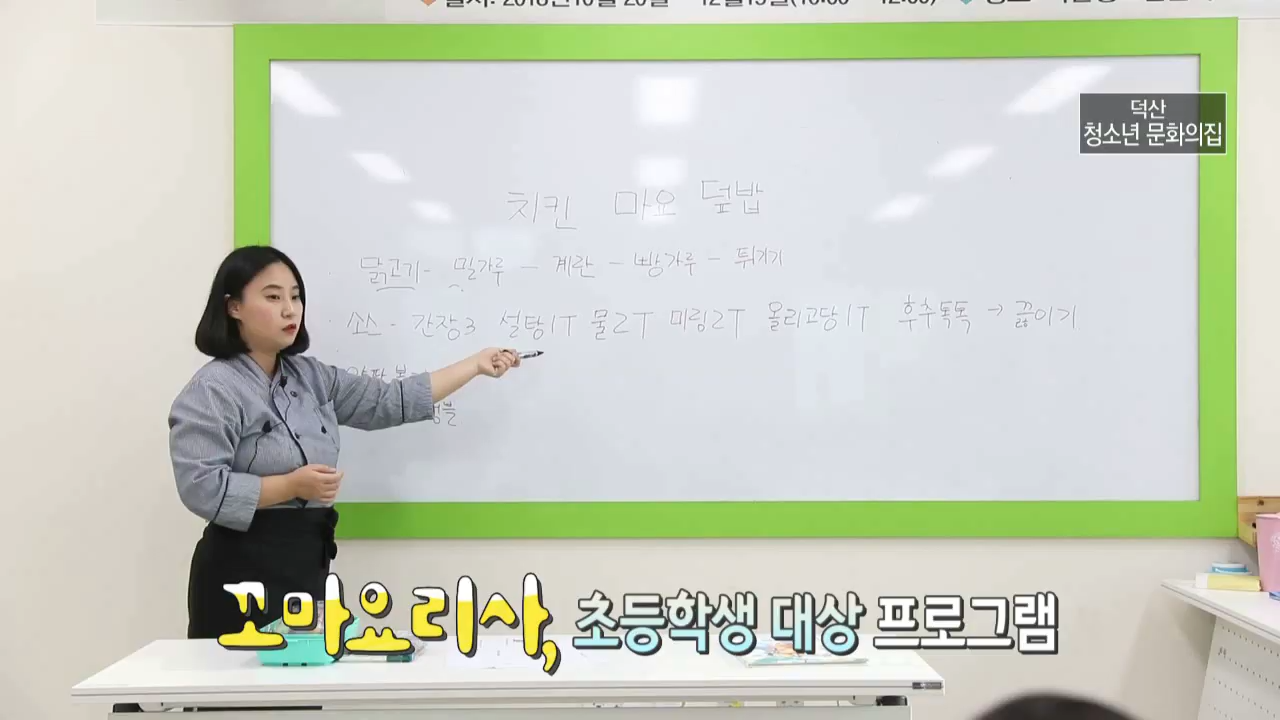 덕산
청소년 문화의집
치킨 마요 덮밥
닭고기 - 밀가루 - 계란 - 빵가루 - 튀기기
소스 - 간장3 설탕1T 물2T 미림2T 올리고당1T 후추톡톡 → 끓이기
꼬마요리사, 초등학생 대상 프로그램